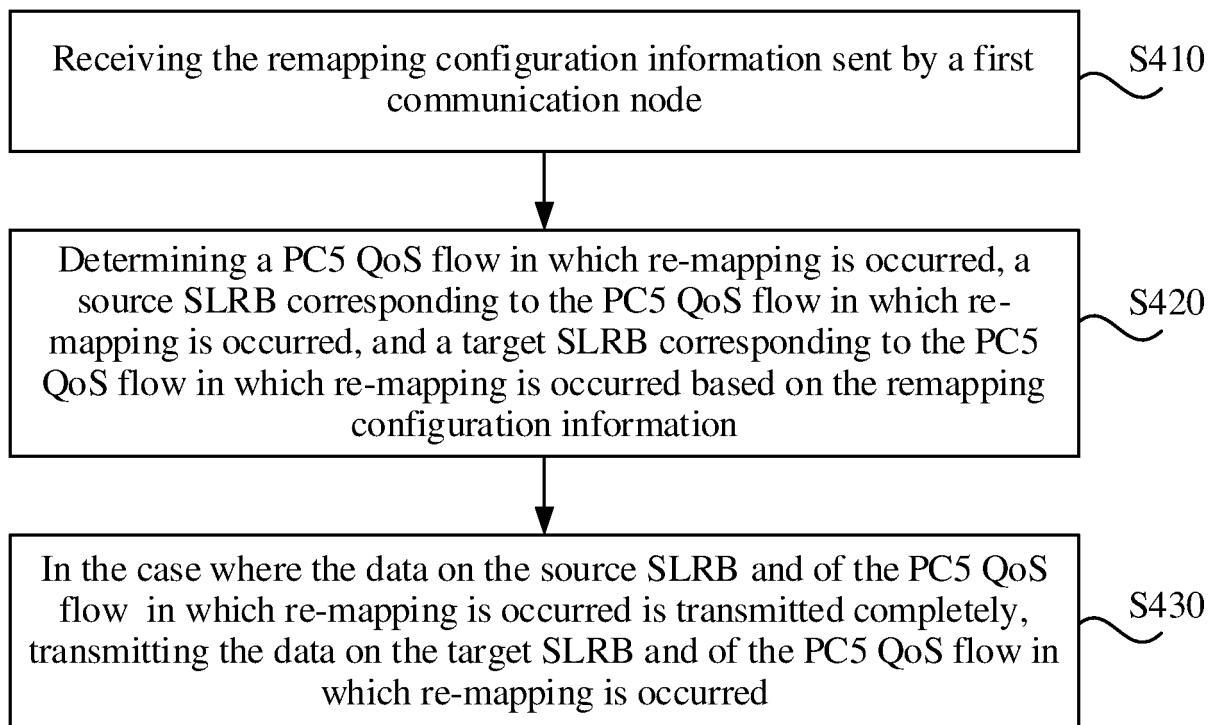 Receiving the remapping configuration information sent by a first
communication node
S410
Determining a PC5 QoS flow in which re-mapping is occurred, a
source SLRB corresponding to the PC5 QoS flow in which re-
mapping is occurred, and a target SLRB corresponding to the PC5
QoS flow in which re-mapping is occurred based on the remapping
configuration information
S420
In the case where the data on the source SLRB and of the PC5 QoS
flow in which re-mapping is occurred is transmitted completely,
transmitting the data on the target SLRB and of the PC5 QoS flow in
which re-mapping is occurred
S430